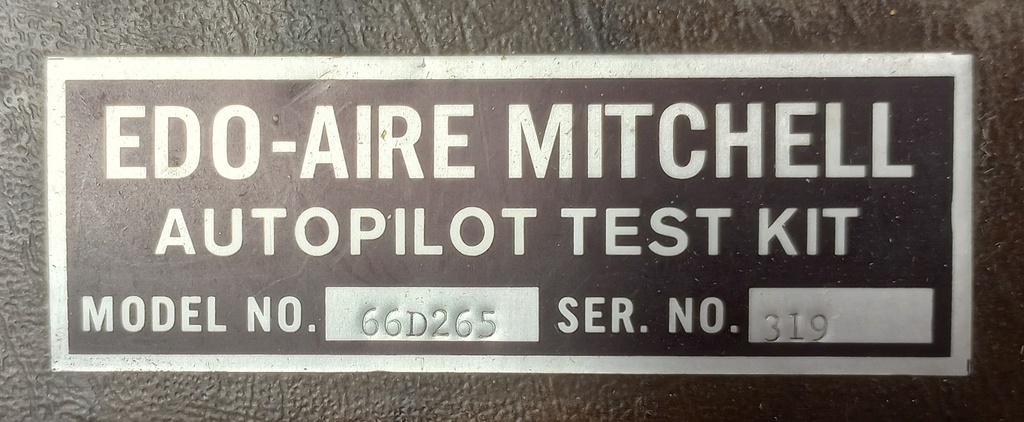 EDO-AIRE MITCHELL
AUTOPILOT TEST KIT
MODEL NO. 66D265 SER. NO. 319